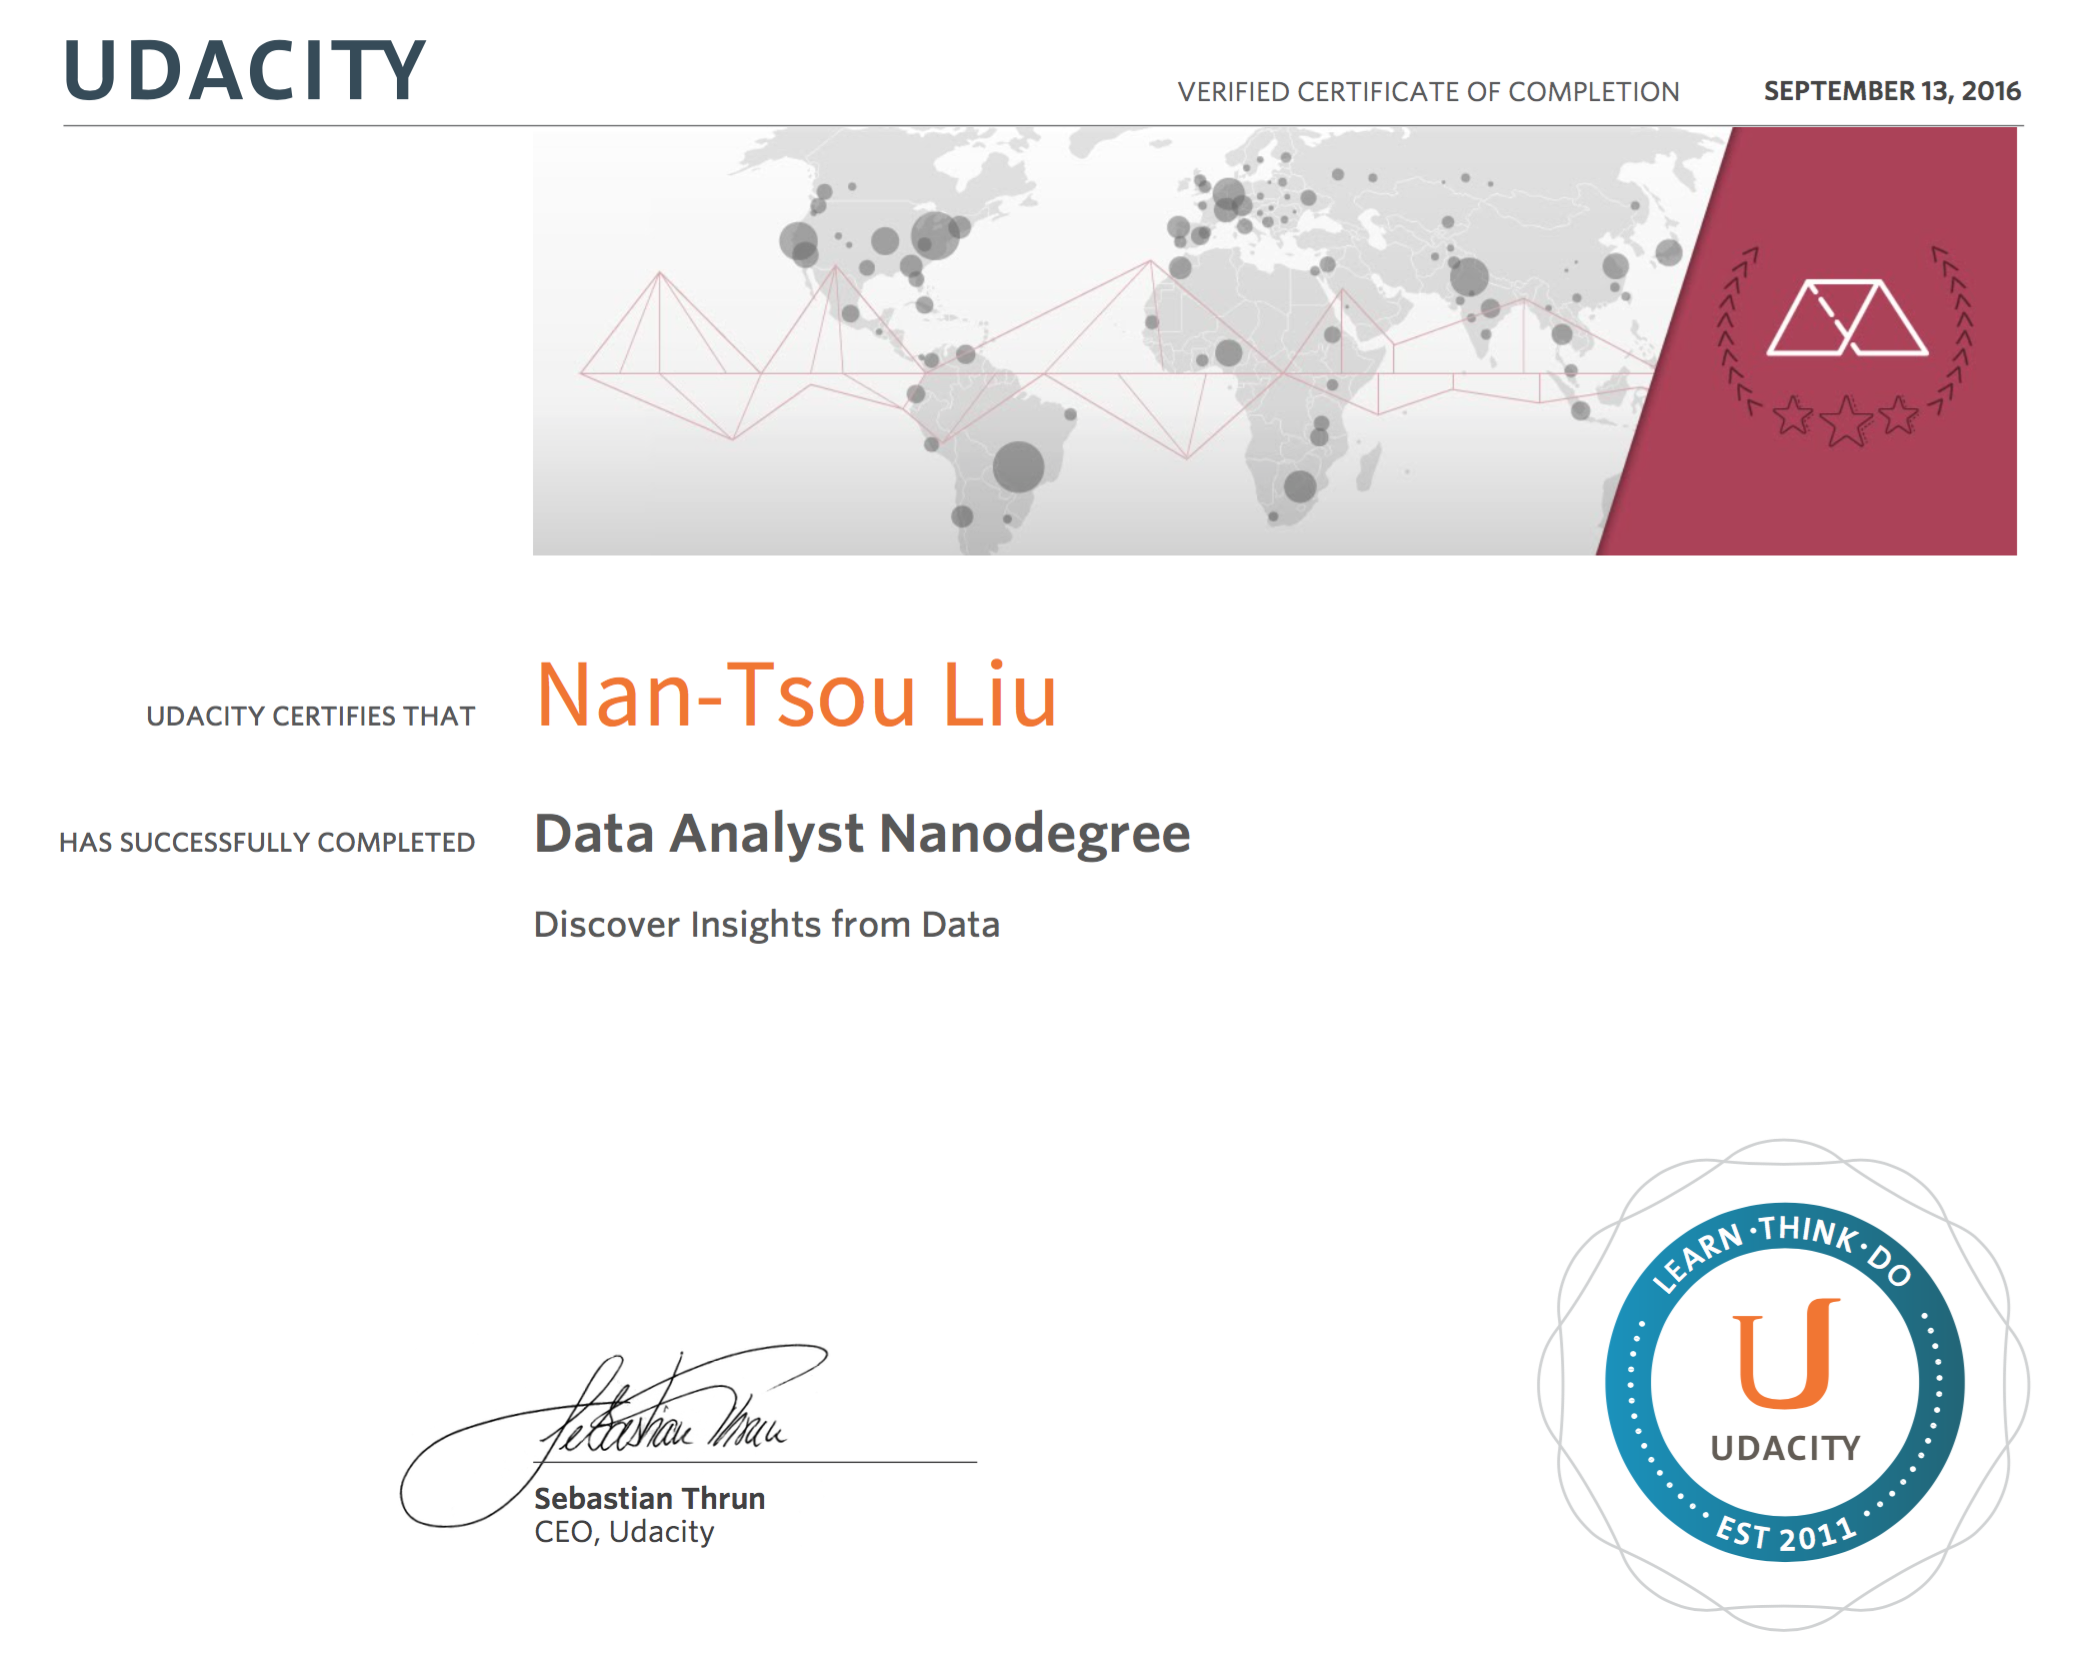 UDACITY
VERIFIED CERTIFICATE OF COMPLETION SEPTEMBER 13, 2016
UDACITY CERTIFIES THAT Nan-Tsou Liu
HAS SUCCESSFULLY COMPLETED Data Analyst Nanodegree
Discover Insights from Data
Sebastian Thrun
Sebastian Thrun
CEO, Udacity
LEARN · THINK · DO
U
UDACITY
EST 2011